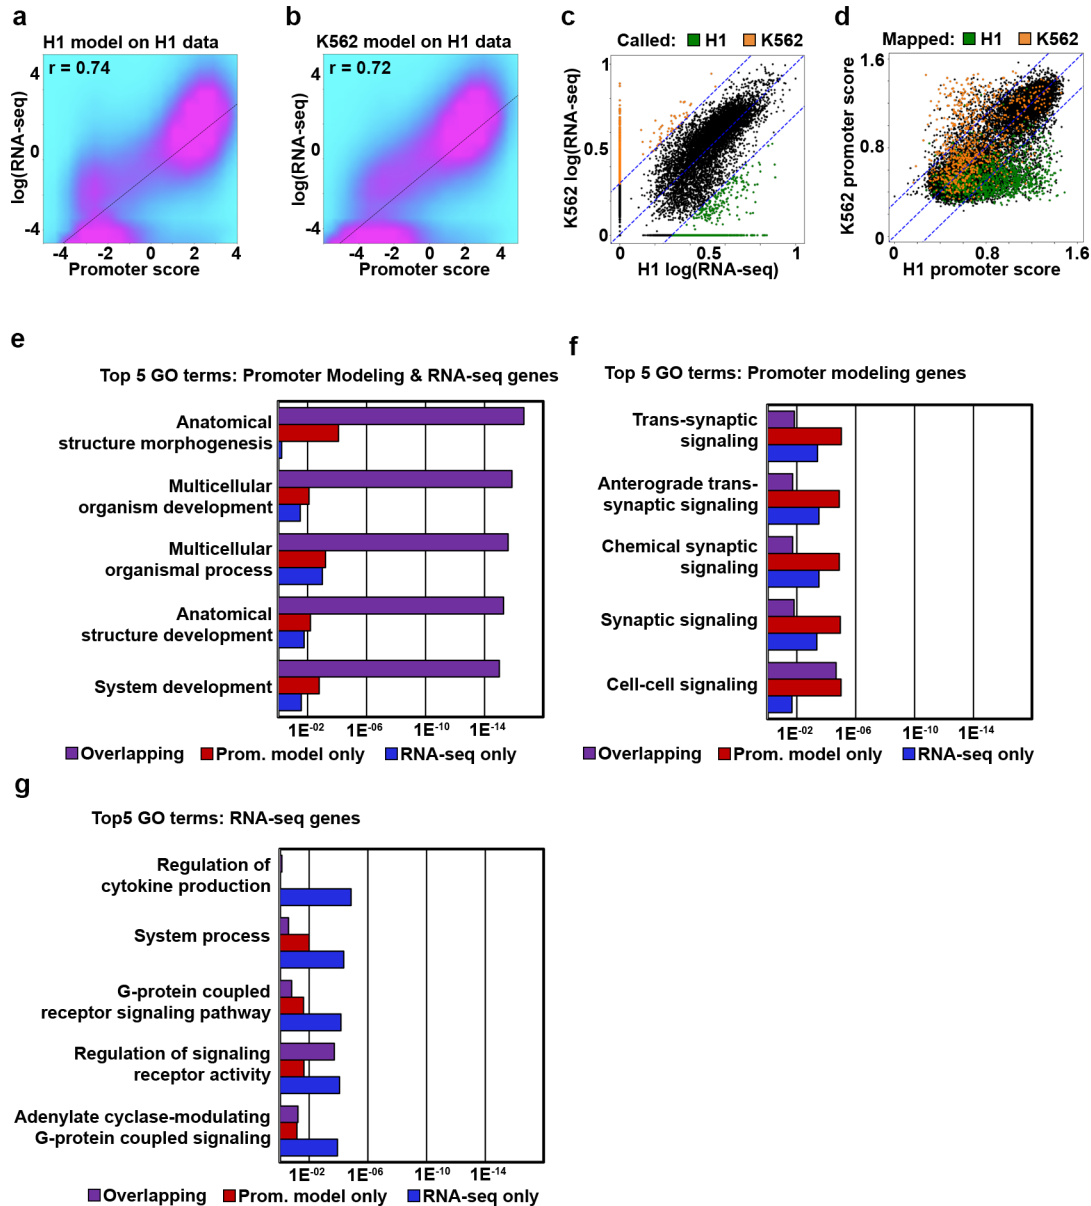 a
H1 model on H1 data
r = 0.74
log(RNA-seq)
4
0
-4
-4 -2 0 2 4
Promoter score
b
K562 model on H1 data
r = 0.72
log(RNA-seq)
4
0
-4
-4 -2 0 2 4
Promoter score
c
Called: H1 K562
K562 log(RNA-seq)
1
0.5
0
0 0.5 1
H1 log(RNA-seq)
d
Mapped: H1 K562
K562 promoter score
1.6
0.8
0
0 0.8 1.6
H1 promoter score
e
Top 5 GO terms: Promoter Modeling & RNA-seq genes
Anatomical
structure morphogenesis
Multicellular
organism development
Multicellular
organismal process
Anatomical
structure development
System development
1E-02 1E-06 1E-10 1E-14
Overlapping Prom. model only RNA-seq only
f
Top 5 GO terms: Promoter modeling genes
Trans-synaptic
signaling
Anterograde trans-
synaptic signaling
Chemical synaptic
signaling
Synaptic signaling
Cell-cell signaling
1E-02 1E-06 1E-10 1E-14
Overlapping Prom. model only RNA-seq only
g
Top5 GO terms: RNA-seq genes
Regulation of
cytokine production
System process
G-protein coupled
receptor signaling pathway
Regulation of signaling
receptor activity
Adenylate cyclase-modulating
G-protein coupled signaling
1E-02 1E-06 1E-10 1E-14
Overlapping Prom. model only RNA-seq only